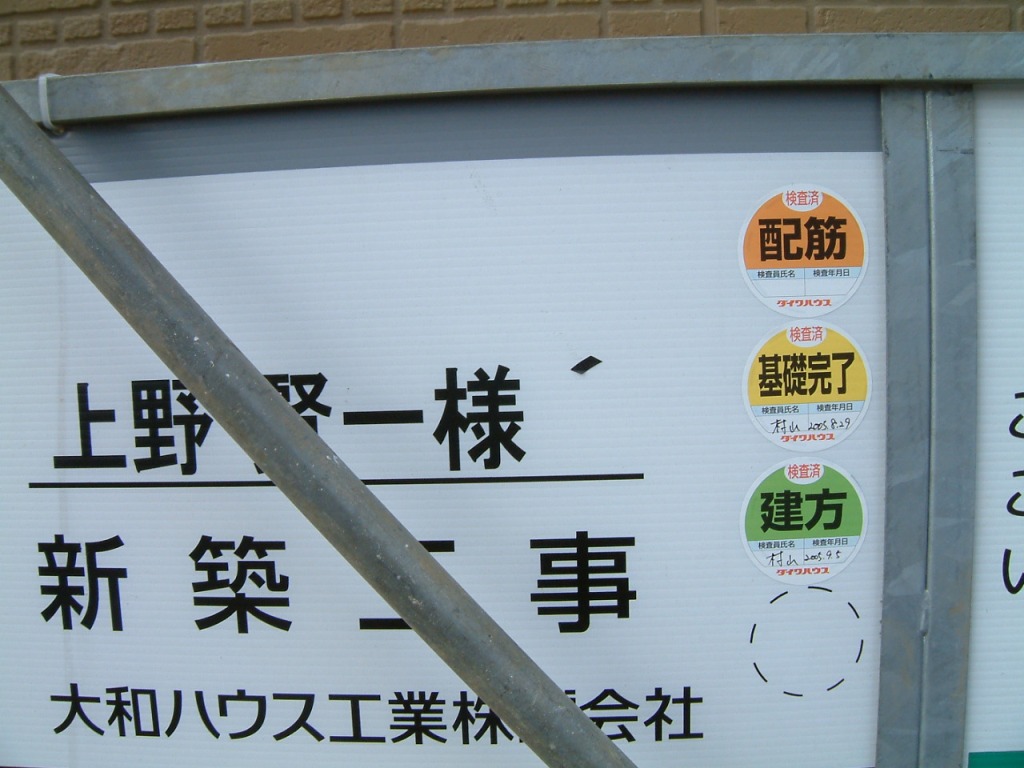 上野賢一様
新築工事
大和ハウス工業株式会社
検査済
配筋
検査員氏名 検査年月日
ダイワハウス
検査済
基礎完了
検査員氏名 検査年月日
村山 2005.8.29
ダイワハウス
検査済
建方
検査員氏名 検査年月日
村山 2005.9.5
ダイワハウス